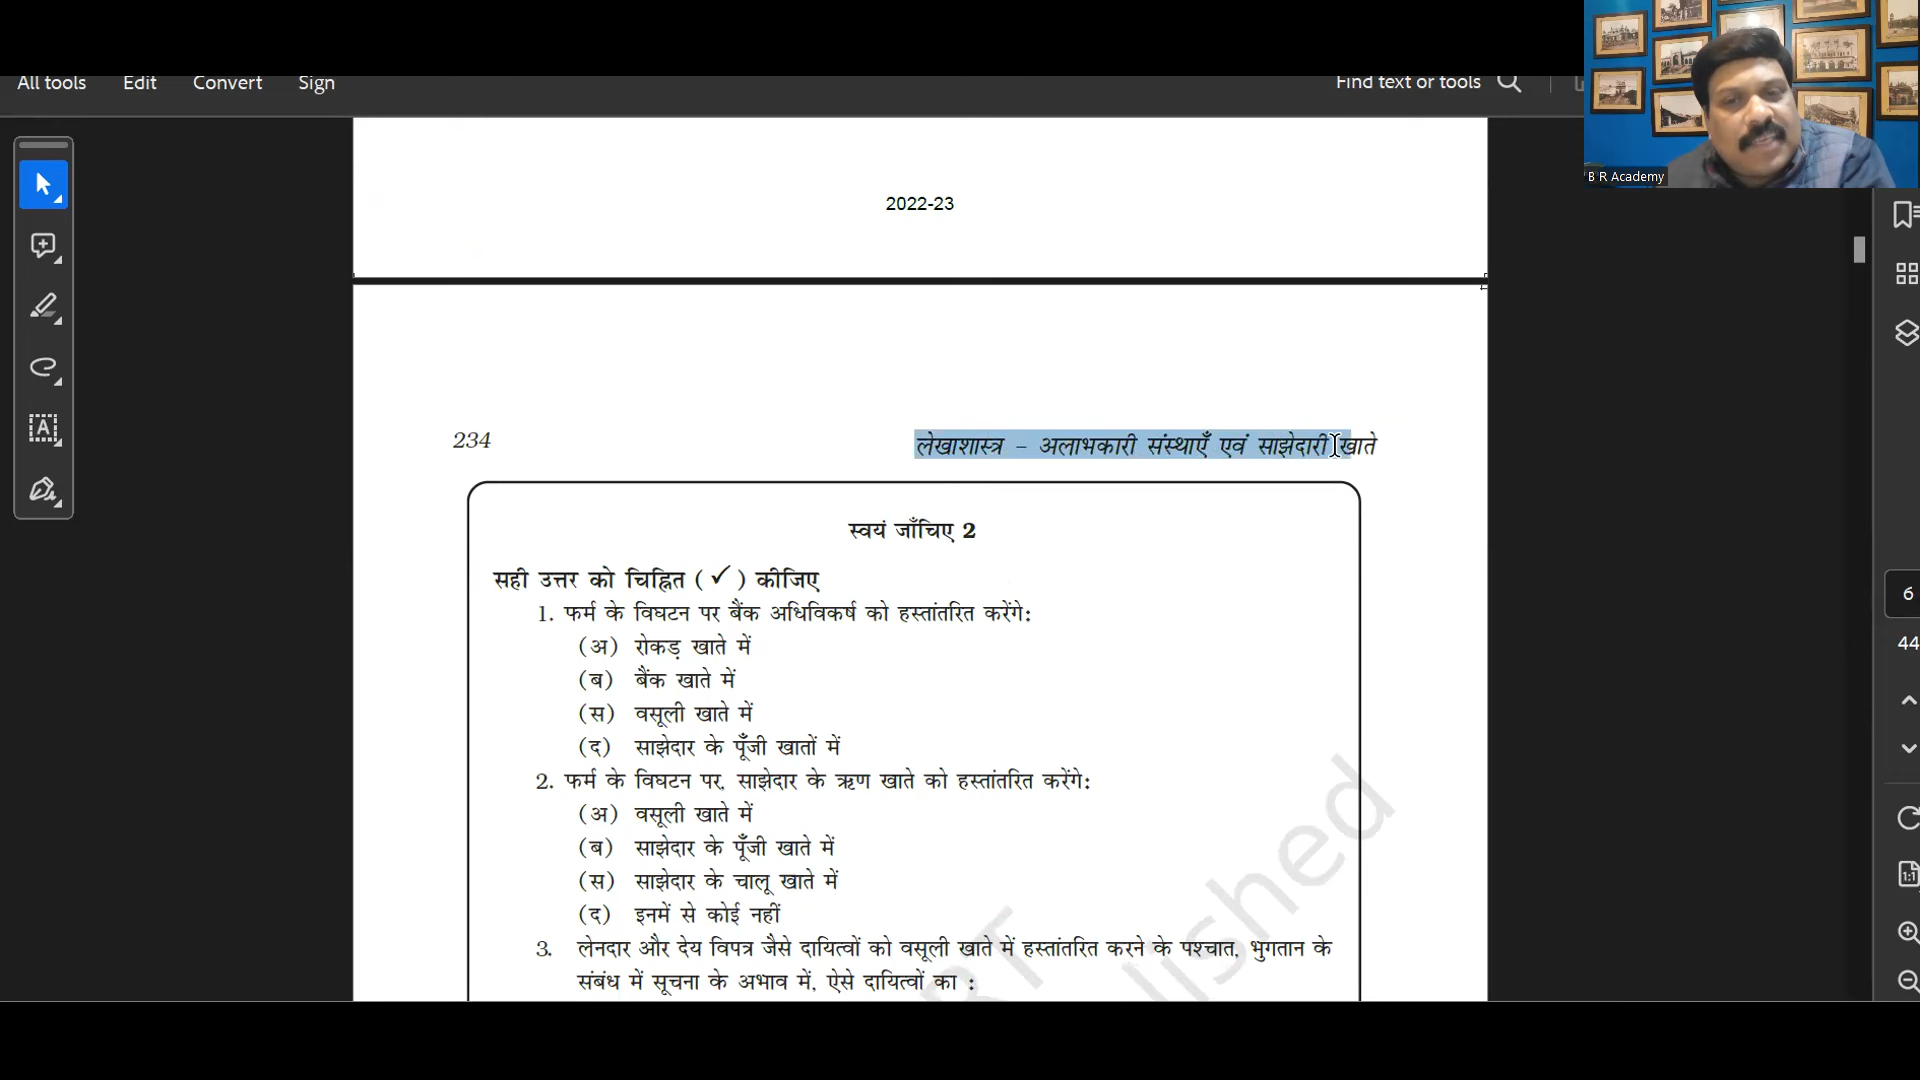 All tools Edit Convert Sign Find text or tools
B R Academy
2022-23
234 लेखाशास्त्र – अलाभकारी संस्थाएँ एवं साझेदारी खाते
स्वयं जाँचिए 2
सही उत्तर को चिह्नित ( ✓ ) कीजिए
1. फर्म के विघटन पर बैंक अधिविकर्ष को हस्तांतरित करेंगे:
(अ) रोकड़ खाते में
(ब) बैंक खाते में
(स) वसूली खाते में
(द) साझेदार के पूँजी खातों में
2. फर्म के विघटन पर, साझेदार के ऋण खाते को हस्तांतरित करेंगे:
(अ) वसूली खाते में
(ब) साझेदार के पूँजी खाते में
(स) साझेदार के चालू खाते में
(द) इनमें से कोई नहीं
3. लेनदार और देय विपत्र जैसे दायित्वों को वसूली खाते में हस्तांतरित करने के पश्चात, भुगतान के
संबंध में सूचना के अभाव में, ऐसे दायित्वों का :
6
44